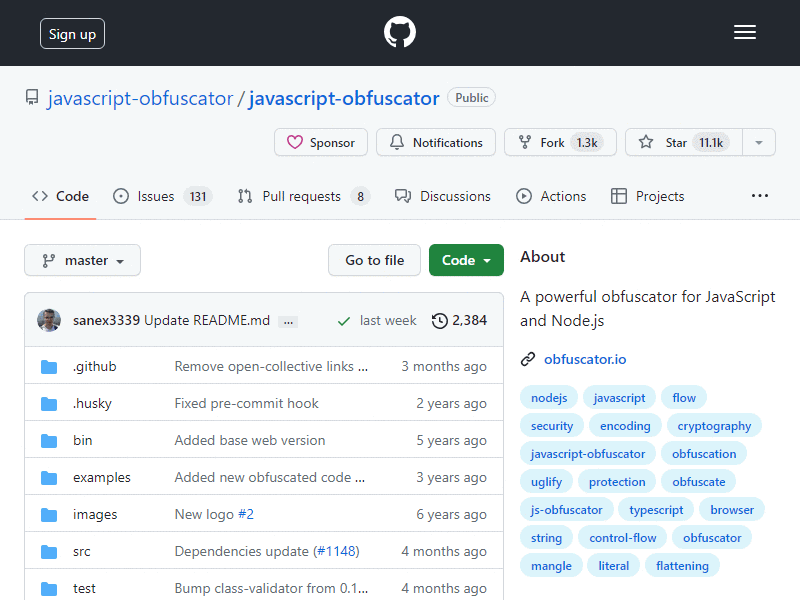 Sign up
javascript-obfuscator / javascript-obfuscator Public
Sponsor Notifications Fork 1.3k Star 11.1k
Code Issues 131 Pull requests 8 Discussions Actions Projects ...
master Go to file Code
About
A powerful obfuscator for JavaScript
and Node.js
obfuscator.io
nodejs javascript flow
security encoding cryptography
javascript-obfuscator obfuscation
uglify protection obfuscate
js-obfuscator typescript browser
string control-flow obfuscator
mangle literal flattening
sanex3339 Update README.md ... last week 2,384
.github Remove open-collective links ... 3 months ago
.husky Fixed pre-commit hook 2 years ago
bin Added base web version 5 years ago
examples Added new obfuscated code ... 3 years ago
images New logo #2 6 years ago
src Dependencies update (#1148) 4 months ago
test Bump class-validator from 0.1... 4 months ago